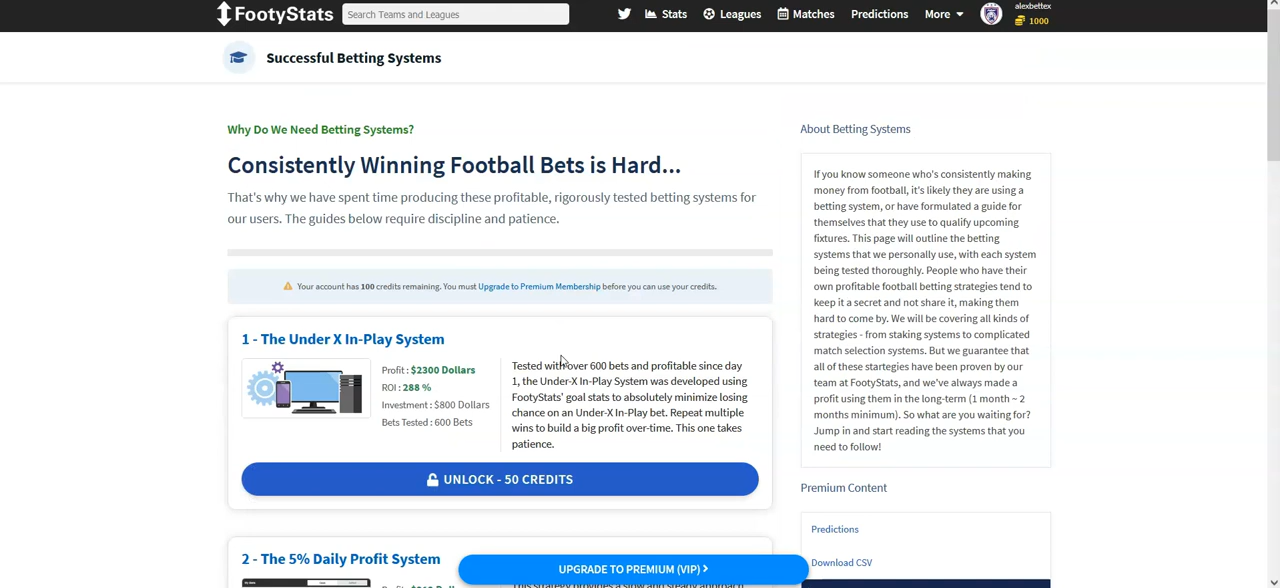 FootyStats
Search Teams and Leagues
Stats
Leagues
Matches
Predictions
More
alexbettex
1000
Successful Betting Systems
Why Do We Need Betting Systems?
Consistently Winning Football Bets is Hard...
That's why we have spent time producing these profitable, rigorously tested betting systems for
our users. The guides below require discipline and patience.
Your account has 100 credits remaining. You must Upgrade to Premium Membership before you can use your credits.
1 - The Under X In-Play System
Profit : $2300 Dollars
ROI : 288 %
Investment : $800 Dollars
Bets Tested : 600 Bets
Tested with over 600 bets and profitable since day
1, the Under-X In-Play System was developed using
FootyStats' goal stats to absolutely minimize losing
chance on an Under-X In-Play bet. Repeat multiple
wins to build a big profit over-time. This one takes
patience.
UNLOCK - 50 CREDITS
2 - The 5% Daily Profit System
UPGRADE TO PREMIUM (VIP)
About Betting Systems
If you know someone who's consistently making
money from football, it's likely they are using a
betting system, or have formulated a guide for
themselves that they use to qualify upcoming
fixtures. This page will outline the betting
systems that we personally use, with each system
being tested thoroughly. People who have their
own profitable football betting strategies tend to
keep it a secret and not share it, making them
hard to come by. We will be covering all kinds of
strategies - from staking systems to complicated
match selection systems. But we guarantee that
all of these startegies have been proven by our
team at FootyStats, and we've always made a
profit using them in the long-term (1 month ~ 2
months minimum). So what are you waiting for?
Jump in and start reading the systems that you
need to follow!
Premium Content
Predictions
Download CSV